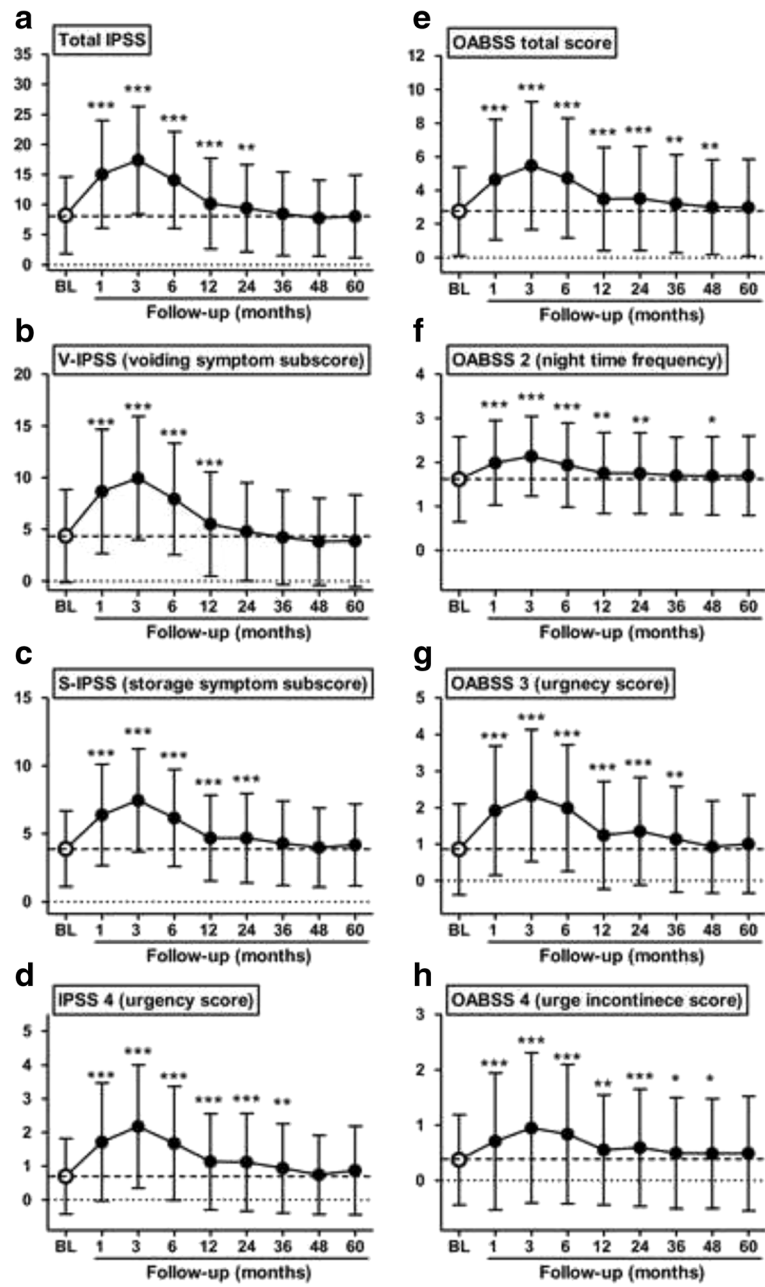 a
Total IPSS
35
30
25
20
15
10
5
0
*** *** *** *** **
BL 1 3 6 12 24 36 48 60
Follow-up (months)
b
V-IPSS (voiding symptom subscore)
20
15
10
5
0
*** *** *** ***
BL 1 3 6 12 24 36 48 60
Follow-up (months)
c
S-IPSS (storage symptom subscore)
15
10
5
0
*** *** *** *** ***
BL 1 3 6 12 24 36 48 60
Follow-up (months)
d
IPSS 4 (urgency score)
5
4
3
2
1
0
*** *** *** *** *** **
BL 1 3 6 12 24 36 48 60
Follow-up (months)
e
OABSS total score
12
10
8
6
4
2
0
*** *** *** *** *** ** **
BL 1 3 6 12 24 36 48 60
Follow-up (months)
f
OABSS 2 (night time frequency)
4
3
2
1
0
*** *** *** ** ** *
BL 1 3 6 12 24 36 48 60
Follow-up (months)
g
OABSS 3 (urgnecy score)
5
4
3
2
1
0
*** *** *** *** *** **
BL 1 3 6 12 24 36 48 60
Follow-up (months)
h
OABSS 4 (urge incontinece score)
3
2
1
0
*** *** *** ** *** * *
BL 1 3 6 12 24 36 48 60
Follow-up (months)